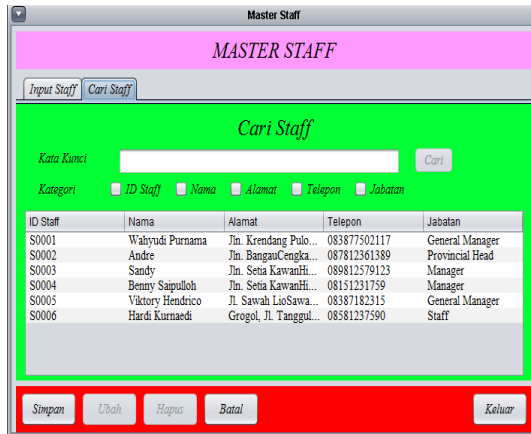 Master Staff
MASTER STAFF
Input Staff Cari Staff
Cari Staff
Kata Kunci Cari
Kategori ID Staff Nama Alamat Telepon Jabatan
ID Staff Nama Alamat Telepon Jabatan
S0001 Wahyudi Purnama Jln. Krendang Pulo... 083877502117 General Manager
S0002 Andre Jln. BangauCengka... 087812361389 Provincial Head
S0003 Sandy Jln. Setia KawanHi... 089812579123 Manager
S0004 Benny Saipulloh Jln. Setia KawanHi... 08151231759 Manager
S0005 Viktory Hendrico Jl. Sawah LioSawa... 08387182315 General Manager
S0006 Hardi Kurnaedi Grogol, Jl. Tanggul... 08581237590 Staff
Simpan Ubah Hapus Batal Keluar